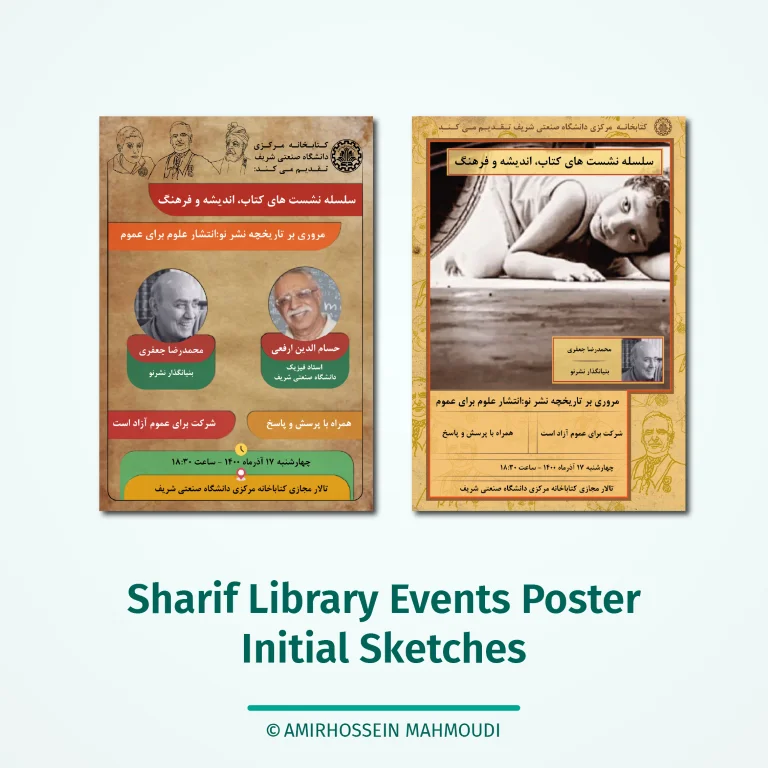 کتابخانه مرکزی
دانشگاه صنعتی شریف
تقدیم می کند:
سلسله نشست های کتاب، اندیشه و فرهنگ
مروری بر تاریخچه نشر نو:انتشار علوم برای عموم
حسام الدین ارفعی
استاد فیزیک
دانشگاه صنعتی شریف
محمدرضا جعفری
بنیانگذار نشرنو
همراه با پرسش و پاسخ
شرکت برای عموم آزاد است
چهارشنبه ۱۷ آذرماه ۱۴۰۰ - ساعت ۱۸:۳۰
تالار مجازی کتاباخانه مرکزی دانشگاه صنعتی شریف
کتابخانه مرکزی دانشگاه صنعتی شریف تقدیم می کند
سلسله نشست های کتاب، اندیشه و فرهنگ
محمدرضا جعفری
بنیانگذار نشرنو
مروری بر تاریخچه نشر نو:انتشار علوم برای عموم
شرکت برای عموم آزاد است
همراه با پرسش و پاسخ
چهارشنبه ۱۷ آذرماه ۱۴۰۰ - ساعت ۱۸:۳۰
تالار مجازی کتاباخانه مرکزی دانشگاه صنعتی شریف
Sharif Library Events Poster
Initial Sketches
© AMIRHOSSEIN MAHMOUDI